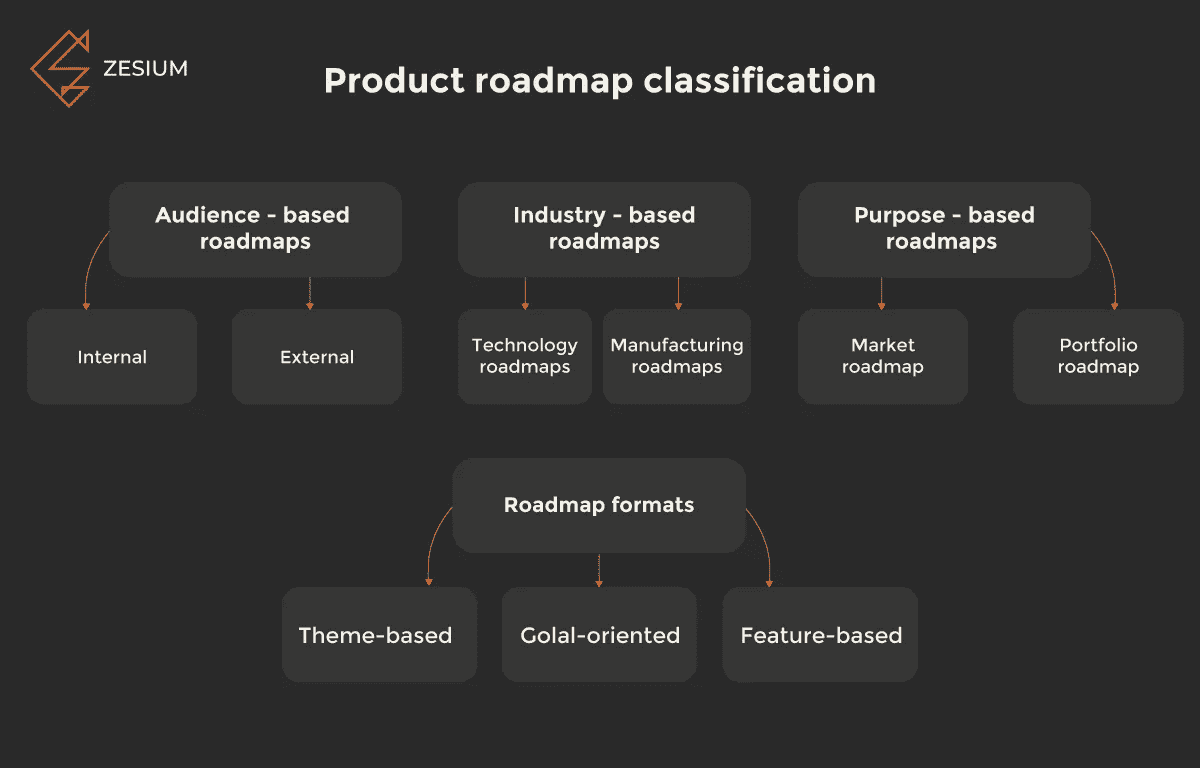 ZESIUM
Product roadmap classification
Audience - based
roadmaps
Industry - based
roadmaps
Purpose - based
roadmaps
Internal
External
Technology
roadmaps
Manufacturing
roadmaps
Market
roadmap
Portfolio
roadmap
Roadmap formats
Theme-based
Golal-oriented
Feature-based